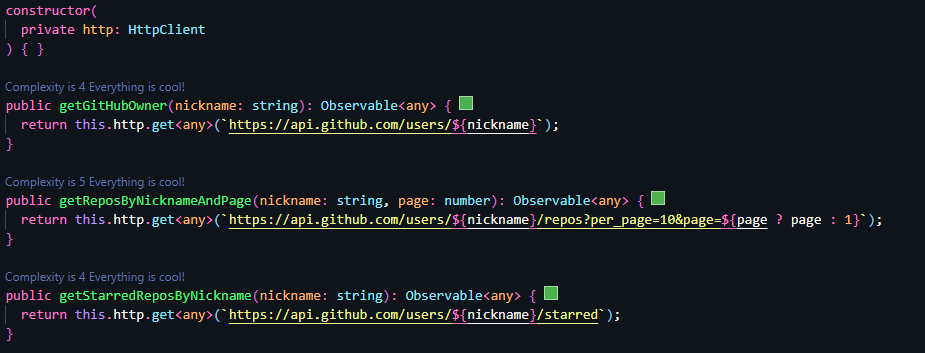 constructor(
private http: HttpClient
) { }
Complexity is 4 Everything is cool!
public getGitHubOwner(nickname: string): Observable<any> {
return this.http.get<any>(`https://api.github.com/users/${nickname}`);
}
Complexity is 5 Everything is cool!
public getReposByNicknameAndPage(nickname: string, page: number): Observable<any> {
return this.http.get<any>(`https://api.github.com/users/${nickname}/repos?per_page=10&page=${page ? page : 1}`);
}
Complexity is 4 Everything is cool!
public getStarredReposByNickname(nickname: string): Observable<any> {
return this.http.get<any>(`https://api.github.com/users/${nickname}/starred`);
}